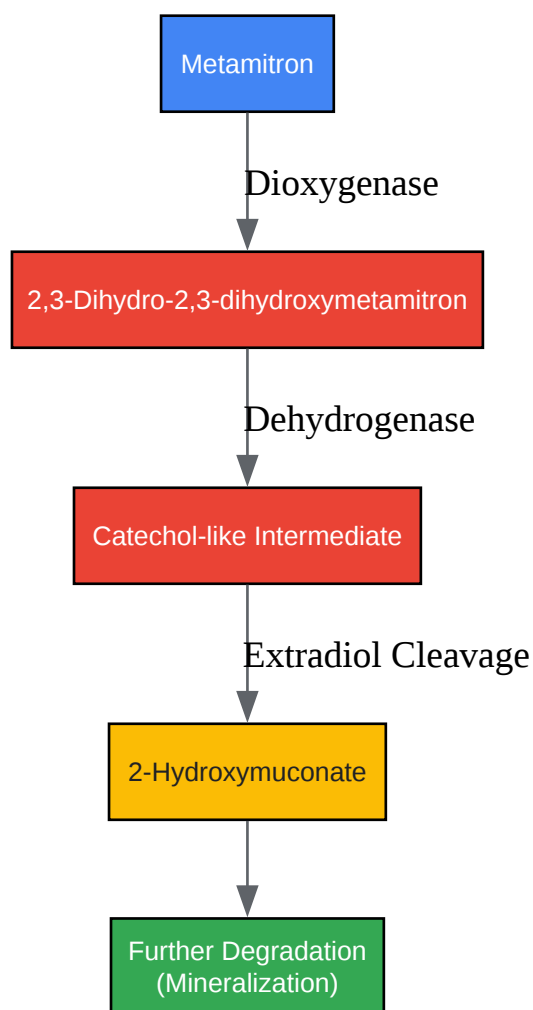 Metamitron
Dioxygenase
2,3-Dihydro-2,3-dihydroxymetamitron
Dehydrogenase
Catechol-like Intermediate
Extradiol Cleavage
2-Hydroxymuconate
Further Degradation
(Mineralization)